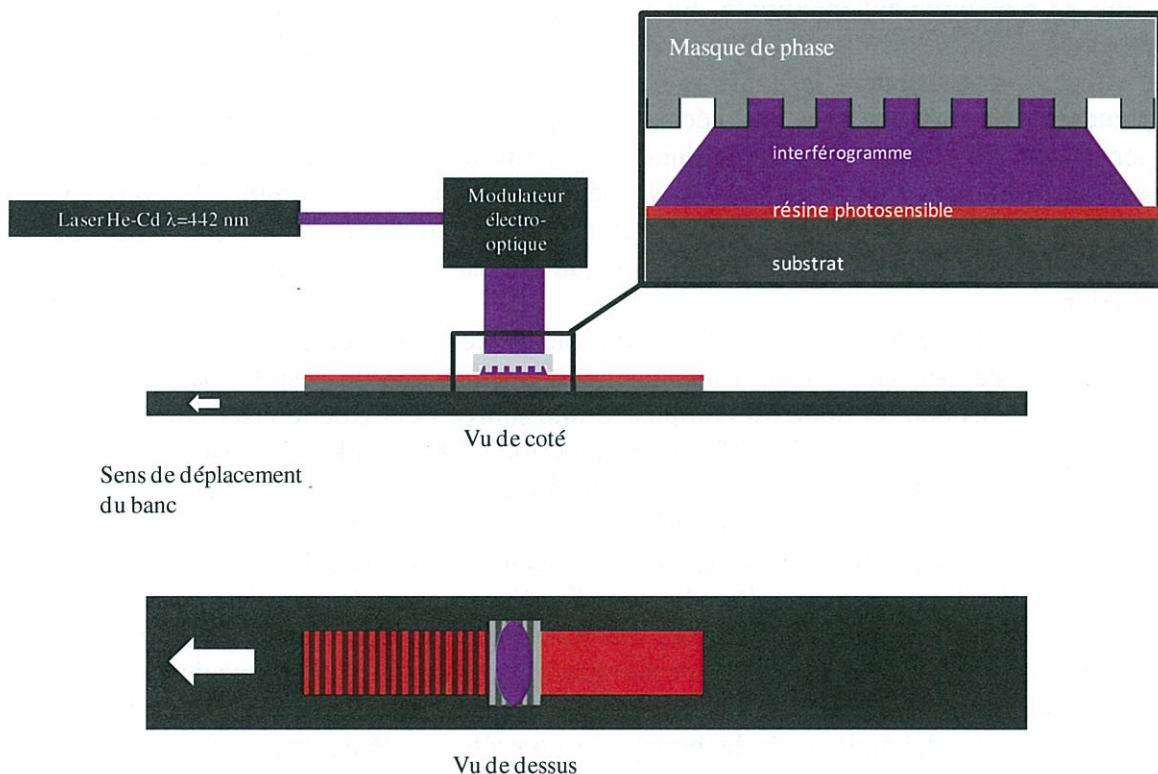 Masque de phase
interférogramme
résine photosensible
substrat
Laser He-Cd λ=442 nm
Modulateur
électro-
optique
Vu de coté
Sens de déplacement
du banc
Vu de dessus